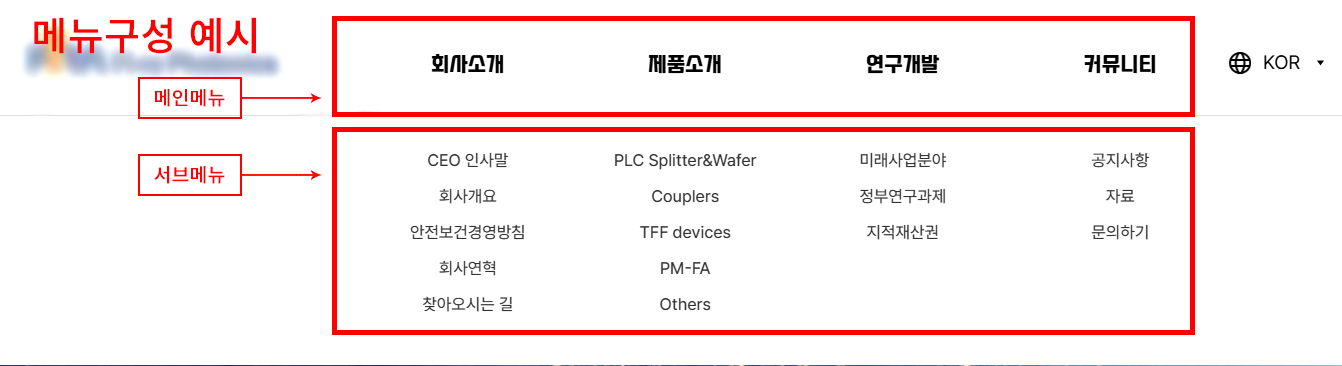 메뉴구성 예시
회사소개 제품소개 연구개발 커뮤니티 KOR
메인메뉴
서브메뉴
CEO 인사말 PLC Splitter&Wafer 미래사업분야 공지사항
회사개요 Couplers 정부연구과제 자료
안전보건경영방침 TFF devices 지적재산권 문의하기
회사연혁 PM-FA
찾아오시는 길 Others